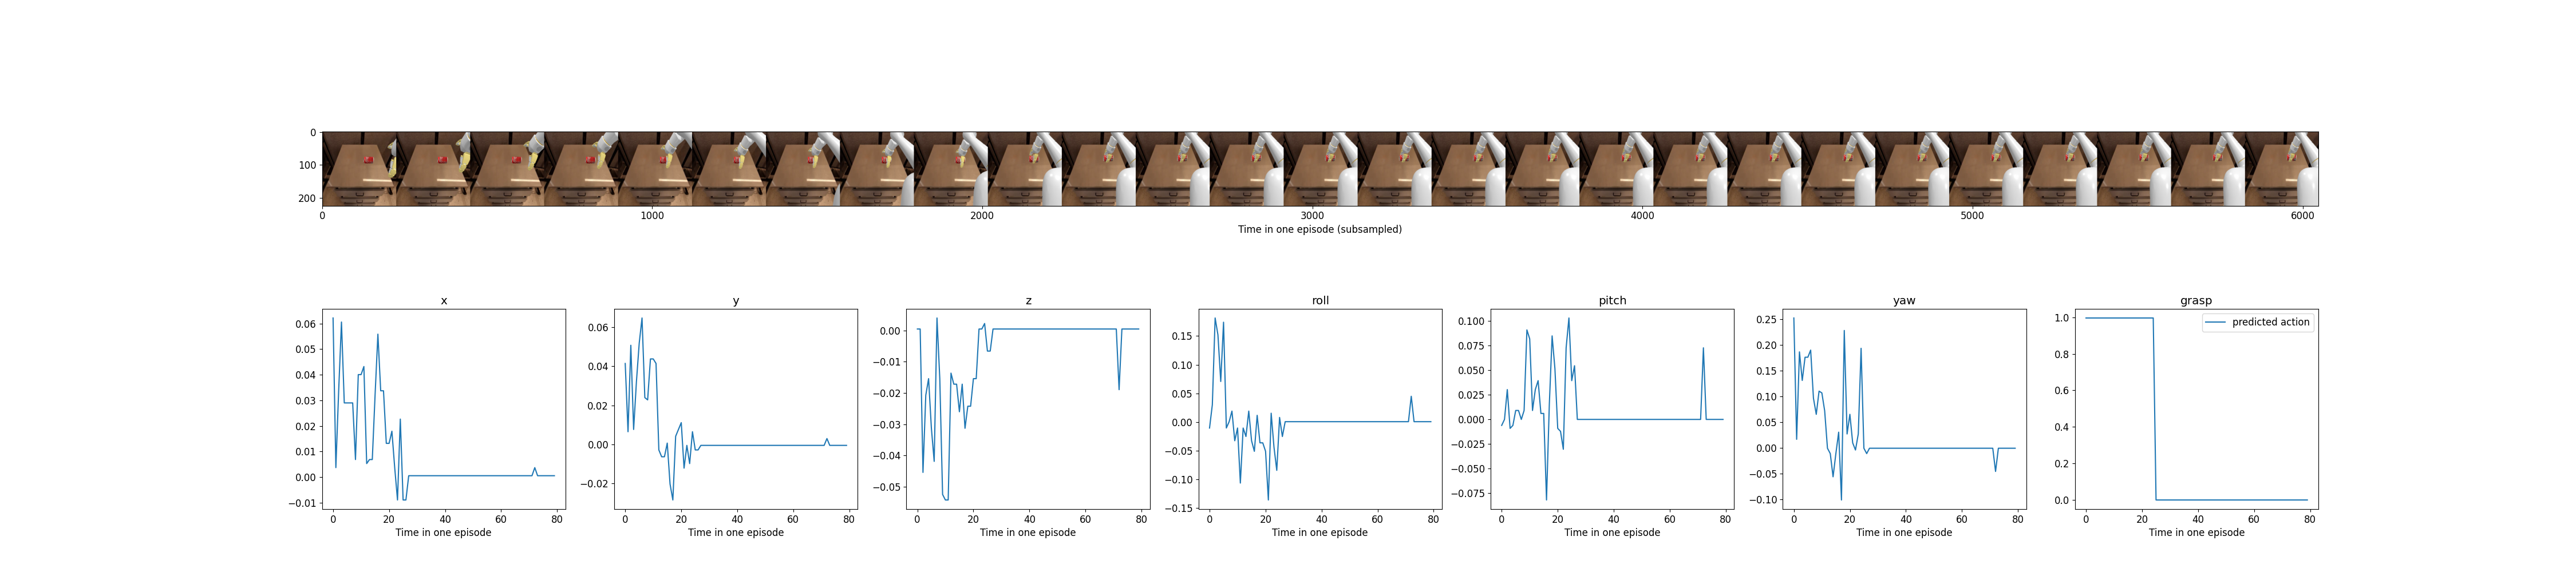 0
100
200
0 1000 2000 3000 4000 5000 6000
Time in one episode (subsampled)
x y z roll pitch yaw grasp
0.06
0.05
0.04
0.03
0.02
0.01
0.00
−0.01
0 20 40 60 80
Time in one episode
0.06
0.04
0.02
0.00
−0.02
0 20 40 60 80
Time in one episode
0.00
−0.01
−0.02
−0.03
−0.04
−0.05
0 20 40 60 80
Time in one episode
0.15
0.10
0.05
0.00
−0.05
−0.10
−0.15
0 20 40 60 80
Time in one episode
0.100
0.075
0.050
0.025
0.000
−0.025
−0.050
−0.075
0 20 40 60 80
Time in one episode
0.25
0.20
0.15
0.10
0.05
0.00
−0.05
−0.10
0 20 40 60 80
Time in one episode
predicted action
1.0
0.8
0.6
0.4
0.2
0.0
0 20 40 60 80
Time in one episode